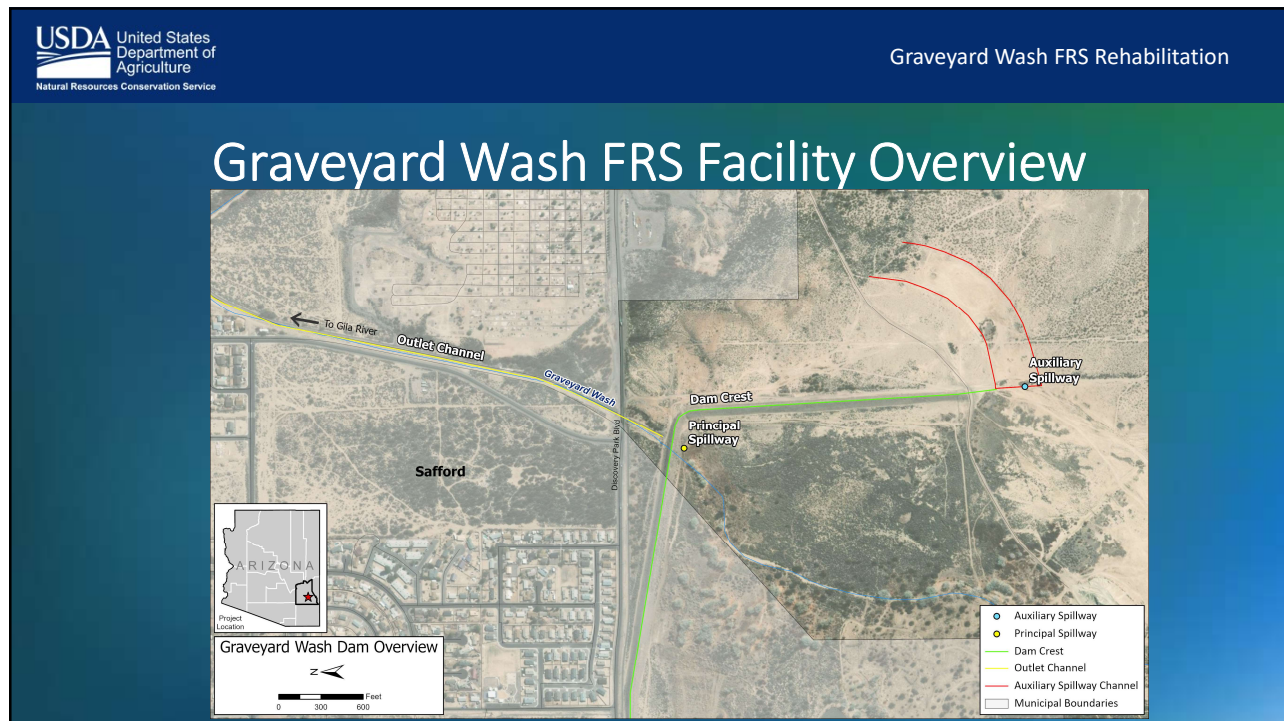 USDA
United States
Department of
Agriculture
Natural Resources Conservation Service
Graveyard Wash FRS Rehabilitation
Graveyard Wash FRS Facility Overview
To Gila River
Outlet Channel
Graveyard Wash
Discovery Park Blvd
Safford
Dam Crest
Principal
Spillway
Auxiliary
Spillway
ARIZONA
Project
Location
Graveyard Wash Dam Overview
N
Feet
0 300 600
Auxiliary Spillway
Principal Spillway
Dam Crest
Outlet Channel
Auxiliary Spillway Channel
Municipal Boundaries